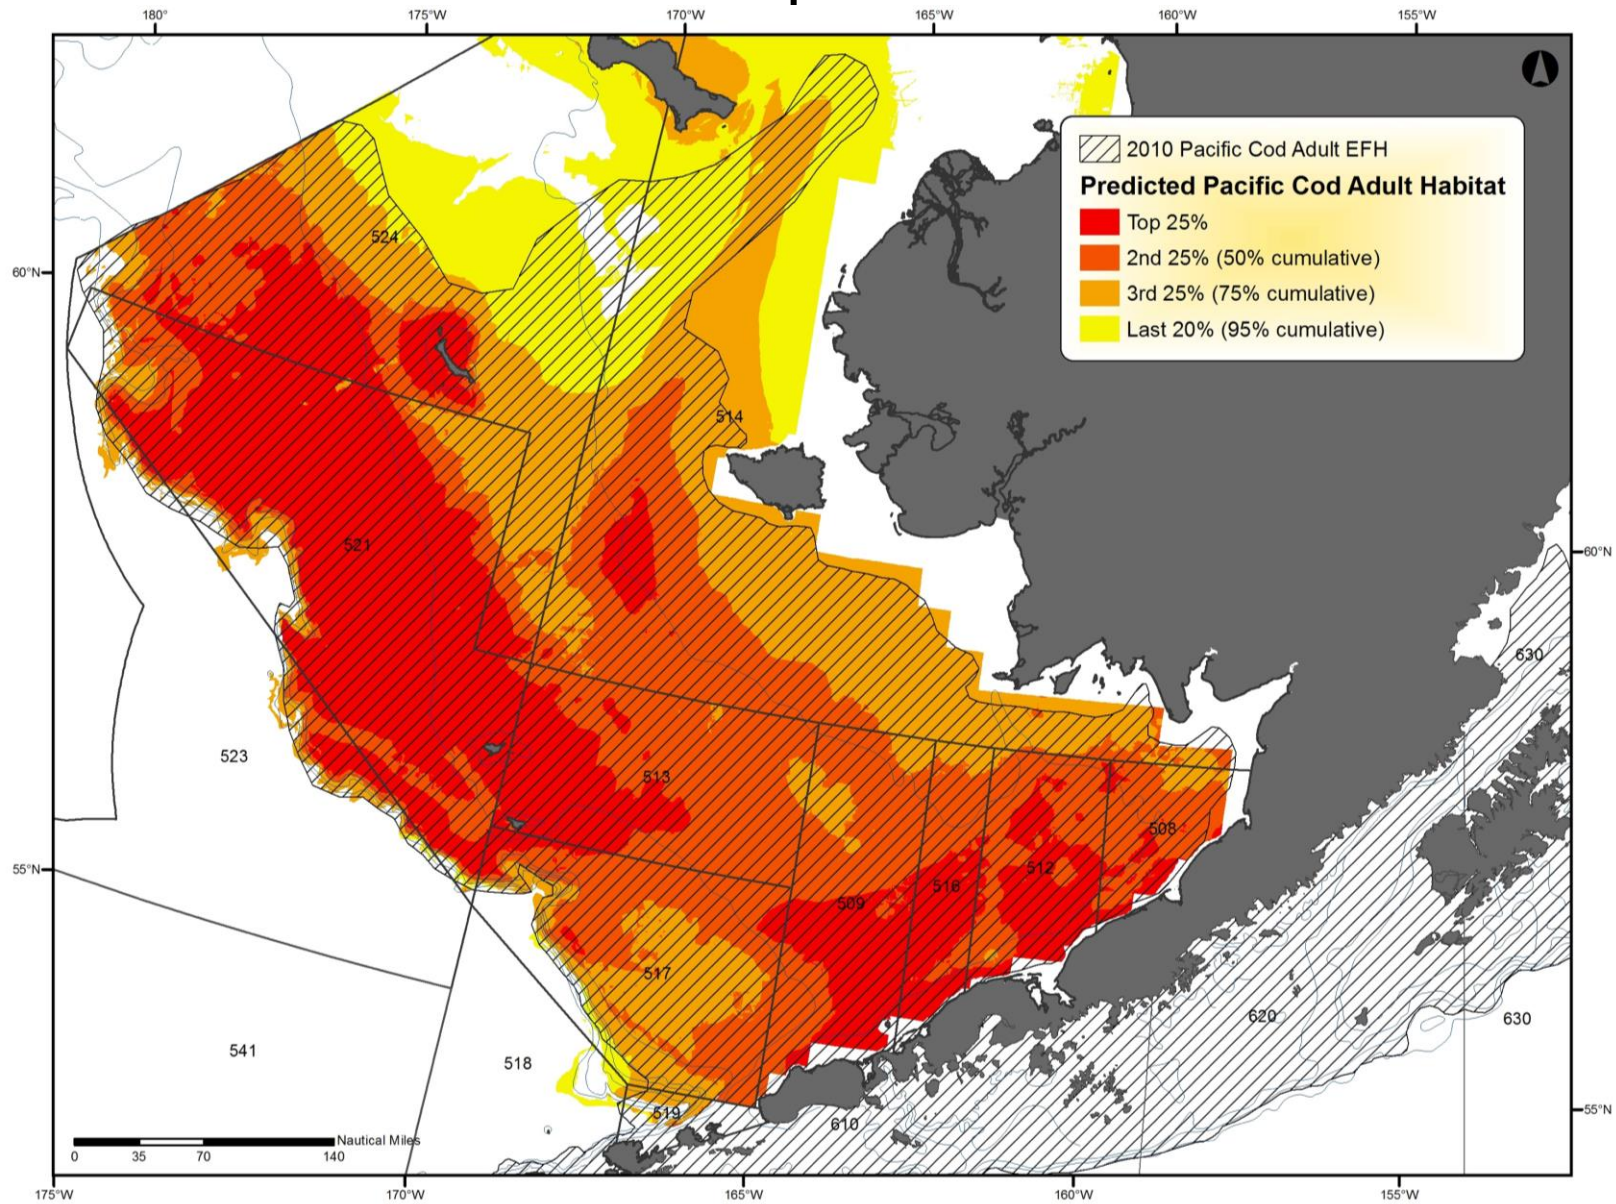 180° 175°W 170°W 165°W 160°W 155°W
2010 Pacific Cod Adult EFH
Predicted Pacific Cod Adult Habitat
Top 25%
2nd 25% (50% cumulative)
3rd 25% (75% cumulative)
Last 20% (95% cumulative)
524
60°N
514
521
60°N
630
523
513
508
55°N
512
516
509
517
620
630
541
518
519
610
55°N
Nautical Miles
0 35 70 140
175°W 170°W 165°W 160°W 155°W